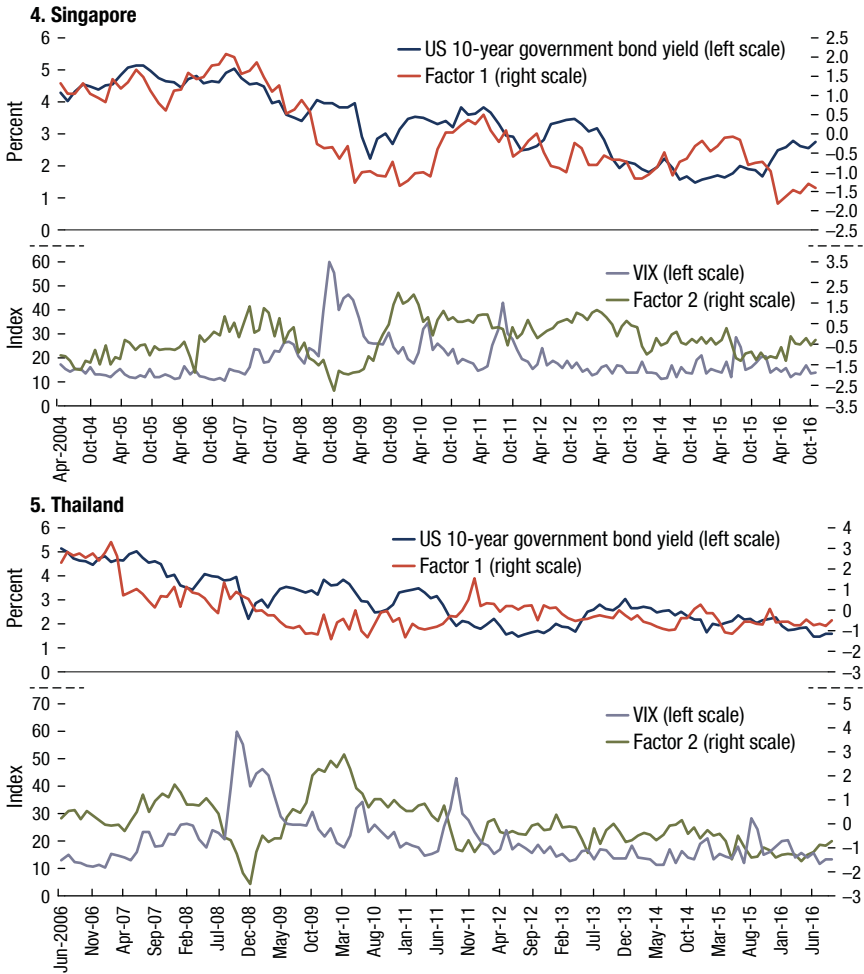 4. Singapore
US 10-year government bond yield (left scale)
Factor 1 (right scale)
Percent
6
5
4
3
2
1
0
2.5
2.0
1.5
1.0
0.5
0.0
–0.5
–1.0
–1.5
–2.0
–2.5
VIX (left scale)
Factor 2 (right scale)
Index
60
50
40
30
20
10
0
3.5
2.5
1.5
0.5
–0.5
–1.5
–2.5
–3.5
Apr-2004
Oct-04
Apr-05
Oct-05
Apr-06
Oct-06
Apr-07
Oct-07
Apr-08
Oct-08
Apr-09
Oct-09
Apr-10
Oct-10
Apr-11
Oct-11
Apr-12
Oct-12
Apr-13
Oct-13
Apr-14
Oct-14
Apr-15
Oct-15
Apr-16
Oct-16
5. Thailand
US 10-year government bond yield (left scale)
Factor 1 (right scale)
Percent
6
5
4
3
2
1
0
4
3
2
1
0
–1
–2
–3
VIX (left scale)
Factor 2 (right scale)
Index
70
60
50
40
30
20
10
0
5
4
3
2
1
0
–1
–2
–3
Jun-2006
Nov-06
Apr-07
Sep-07
Feb-08
Jul-08
Dec-08
May-09
Oct-09
Mar-10
Aug-10
Jan-11
Jun-11
Nov-11
Apr-12
Sep-12
Feb-13
Jul-13
Dec-13
May-14
Oct-14
Mar-15
Aug-15
Jan-16
Jun-16